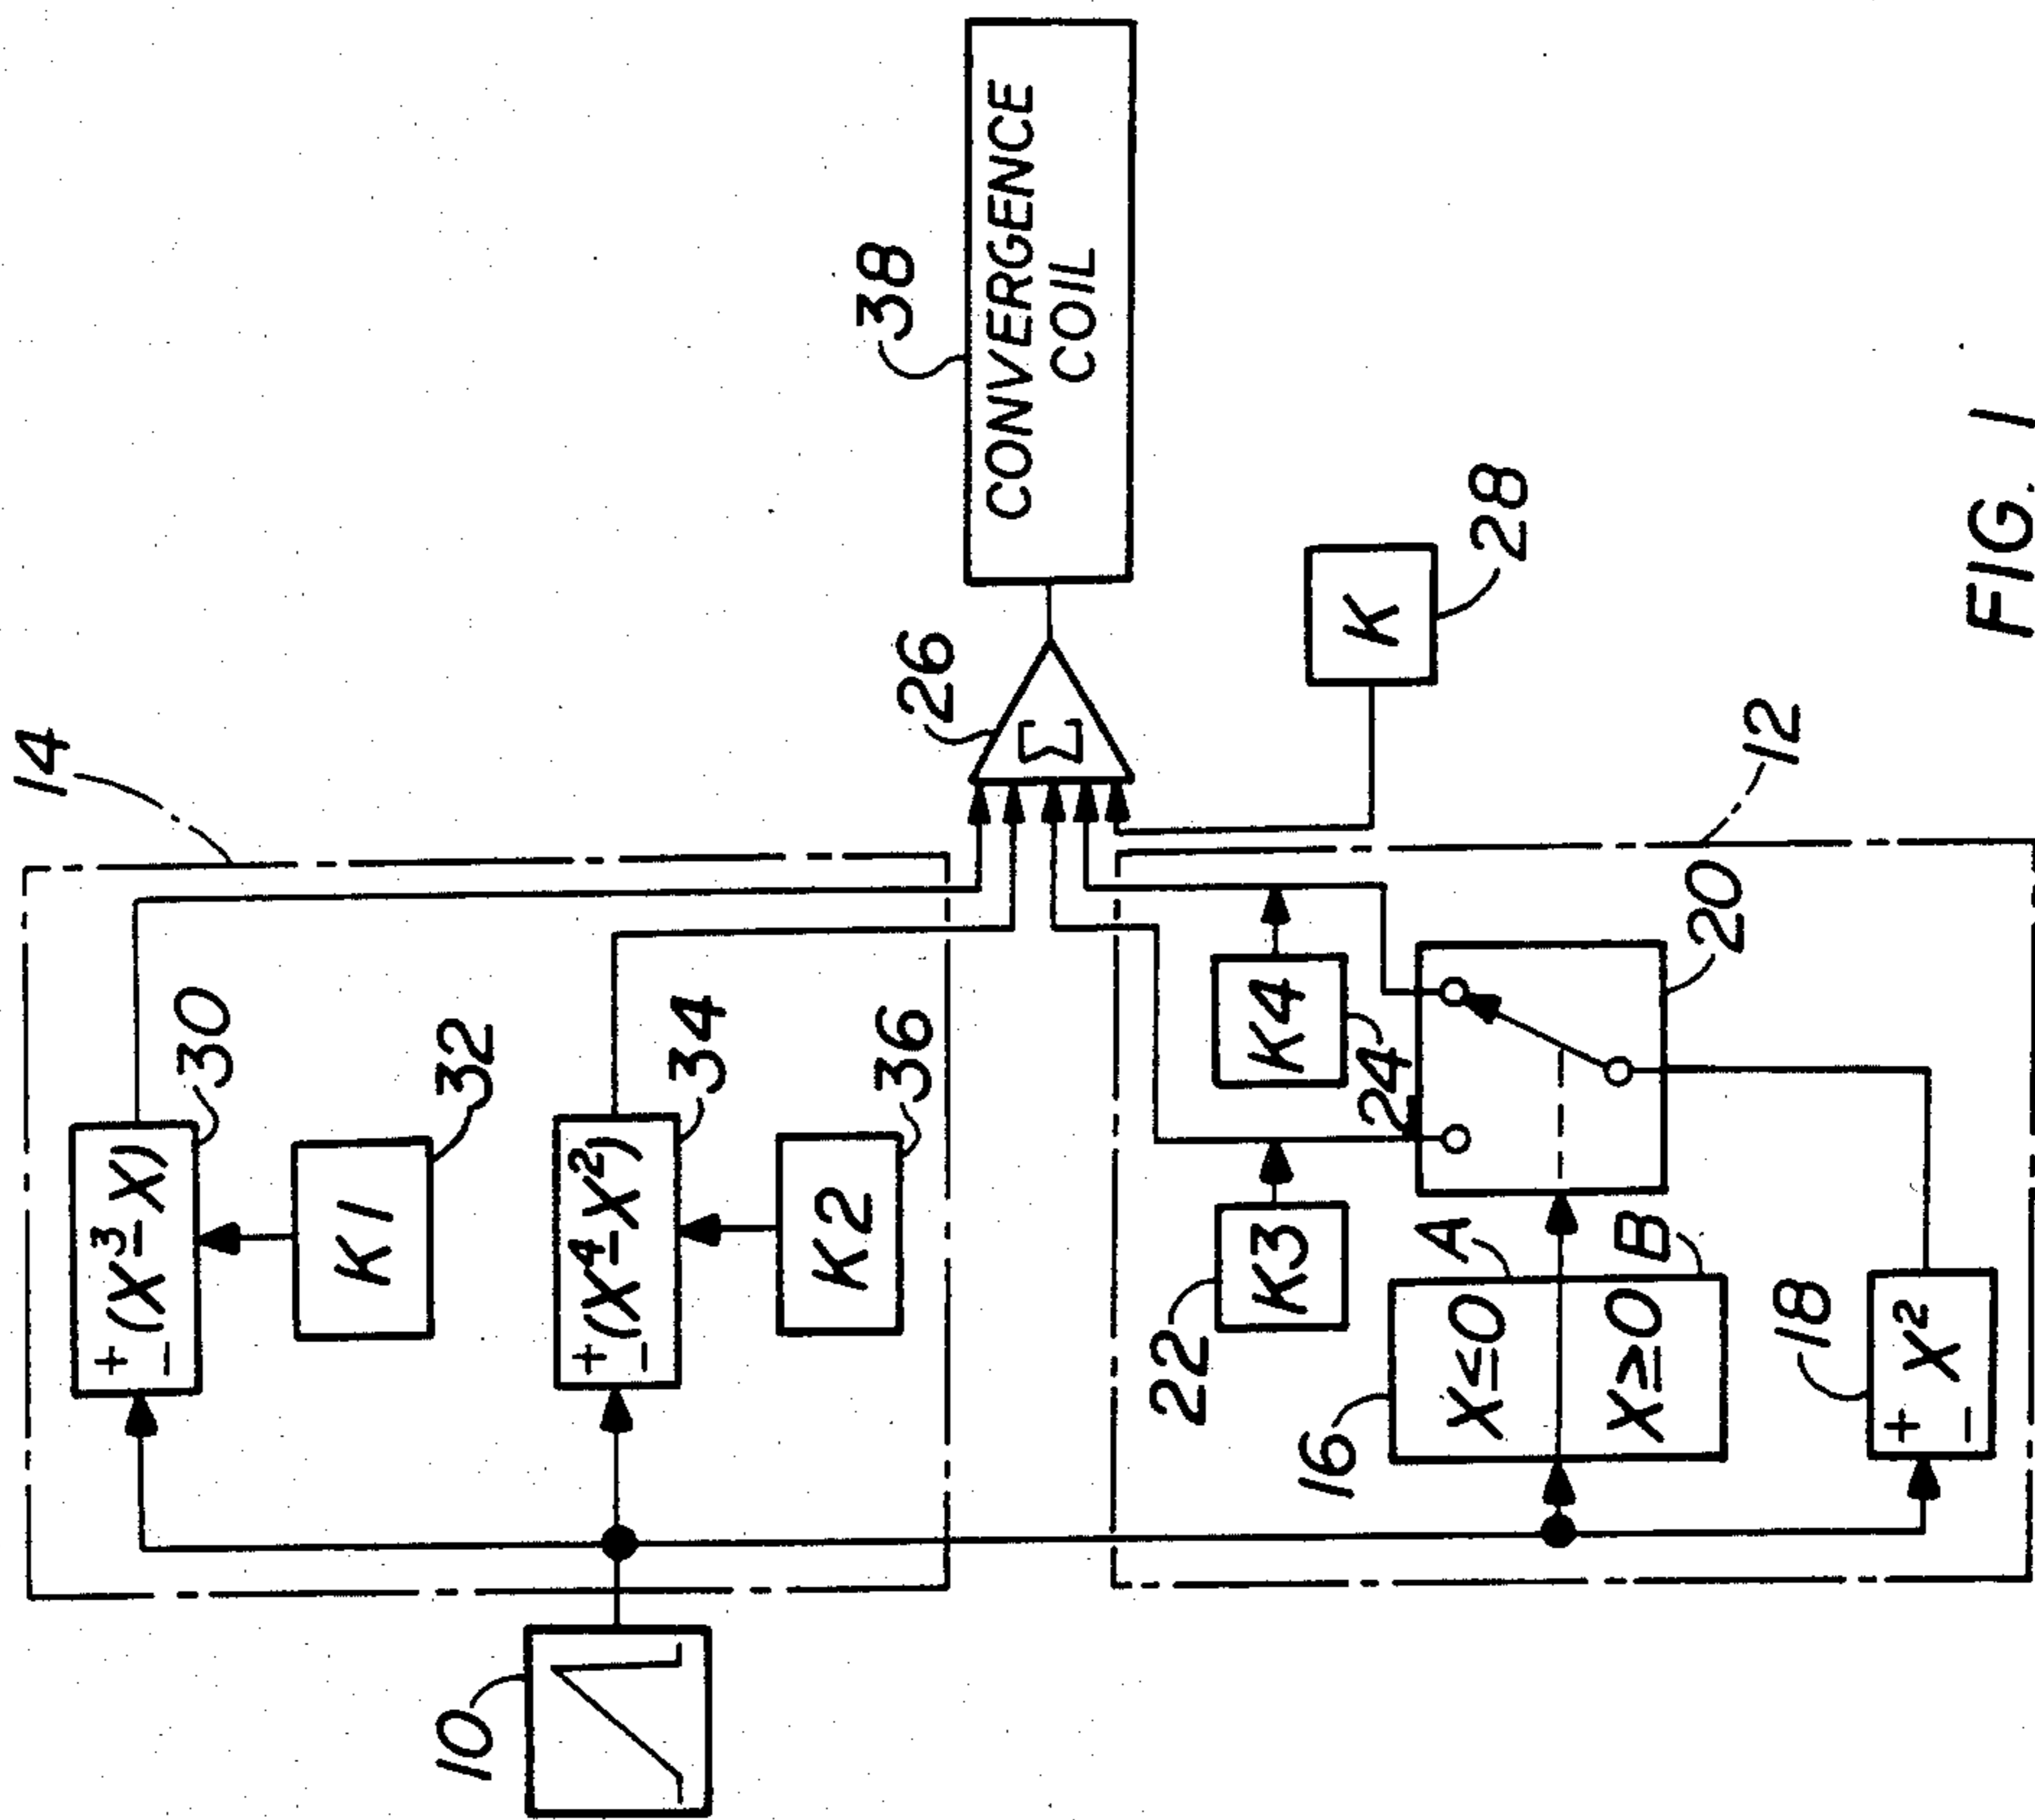 14
±(X³-X)
30
K1
32
±(X⁴-X²)
34
K2
36
10
26
Σ
38
CONVERGENCE
COIL
22
K3
K4
24
K
28
16
X≤0
A
X≥0
B
20
12
18
±X²
FIG. 1